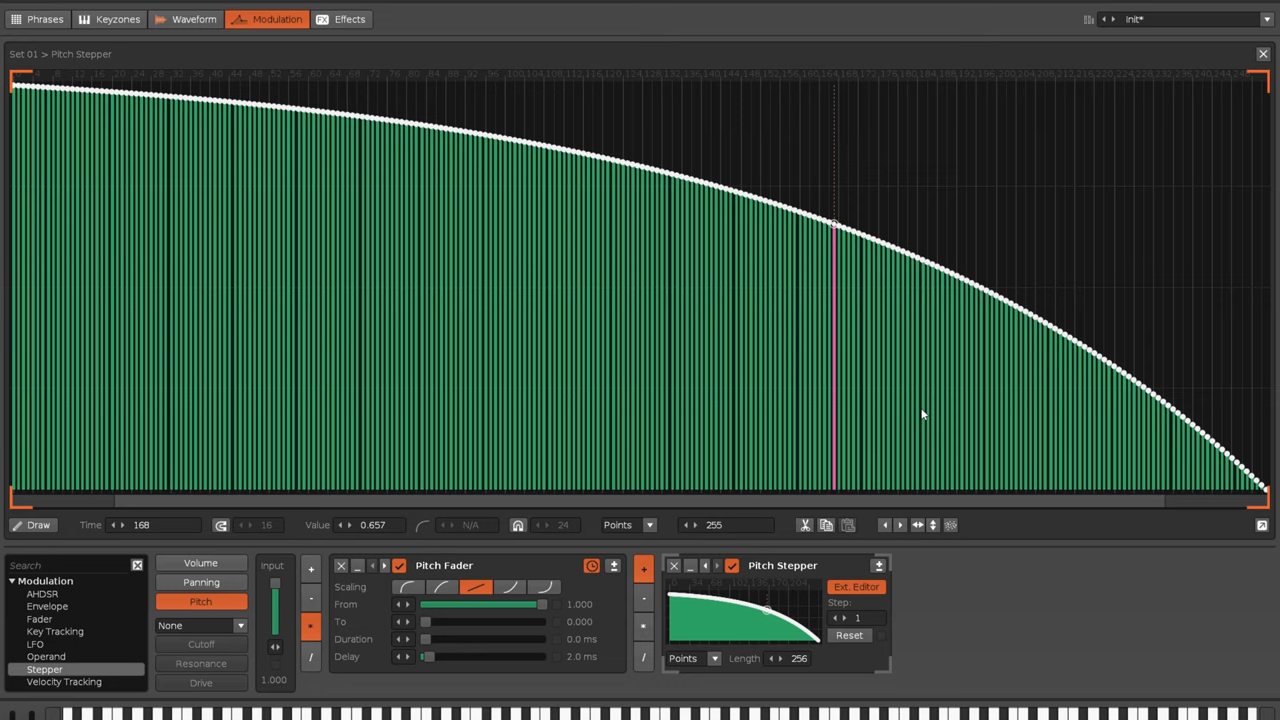 Phrases Keyzones Waveform Modulation FX Effects Init*
Set 01 > Pitch Stepper
Draw Time 168 16 Value 0.657 N/A 24 Points 255
Search
Modulation
AHDSR
Envelope
Fader
Key Tracking
LFO
Operand
Stepper
Velocity Tracking
Volume
Panning
Pitch
None
Cutoff
Resonance
Drive
Input
1.000
+
-
*
/
Pitch Fader
Scaling
From 1.000
To 0.000
Duration 0.0 ms
Delay 2.0 ms
+
-
*
/
Pitch Stepper
Ext. Editor
Step:
1
Reset
Points Length 256